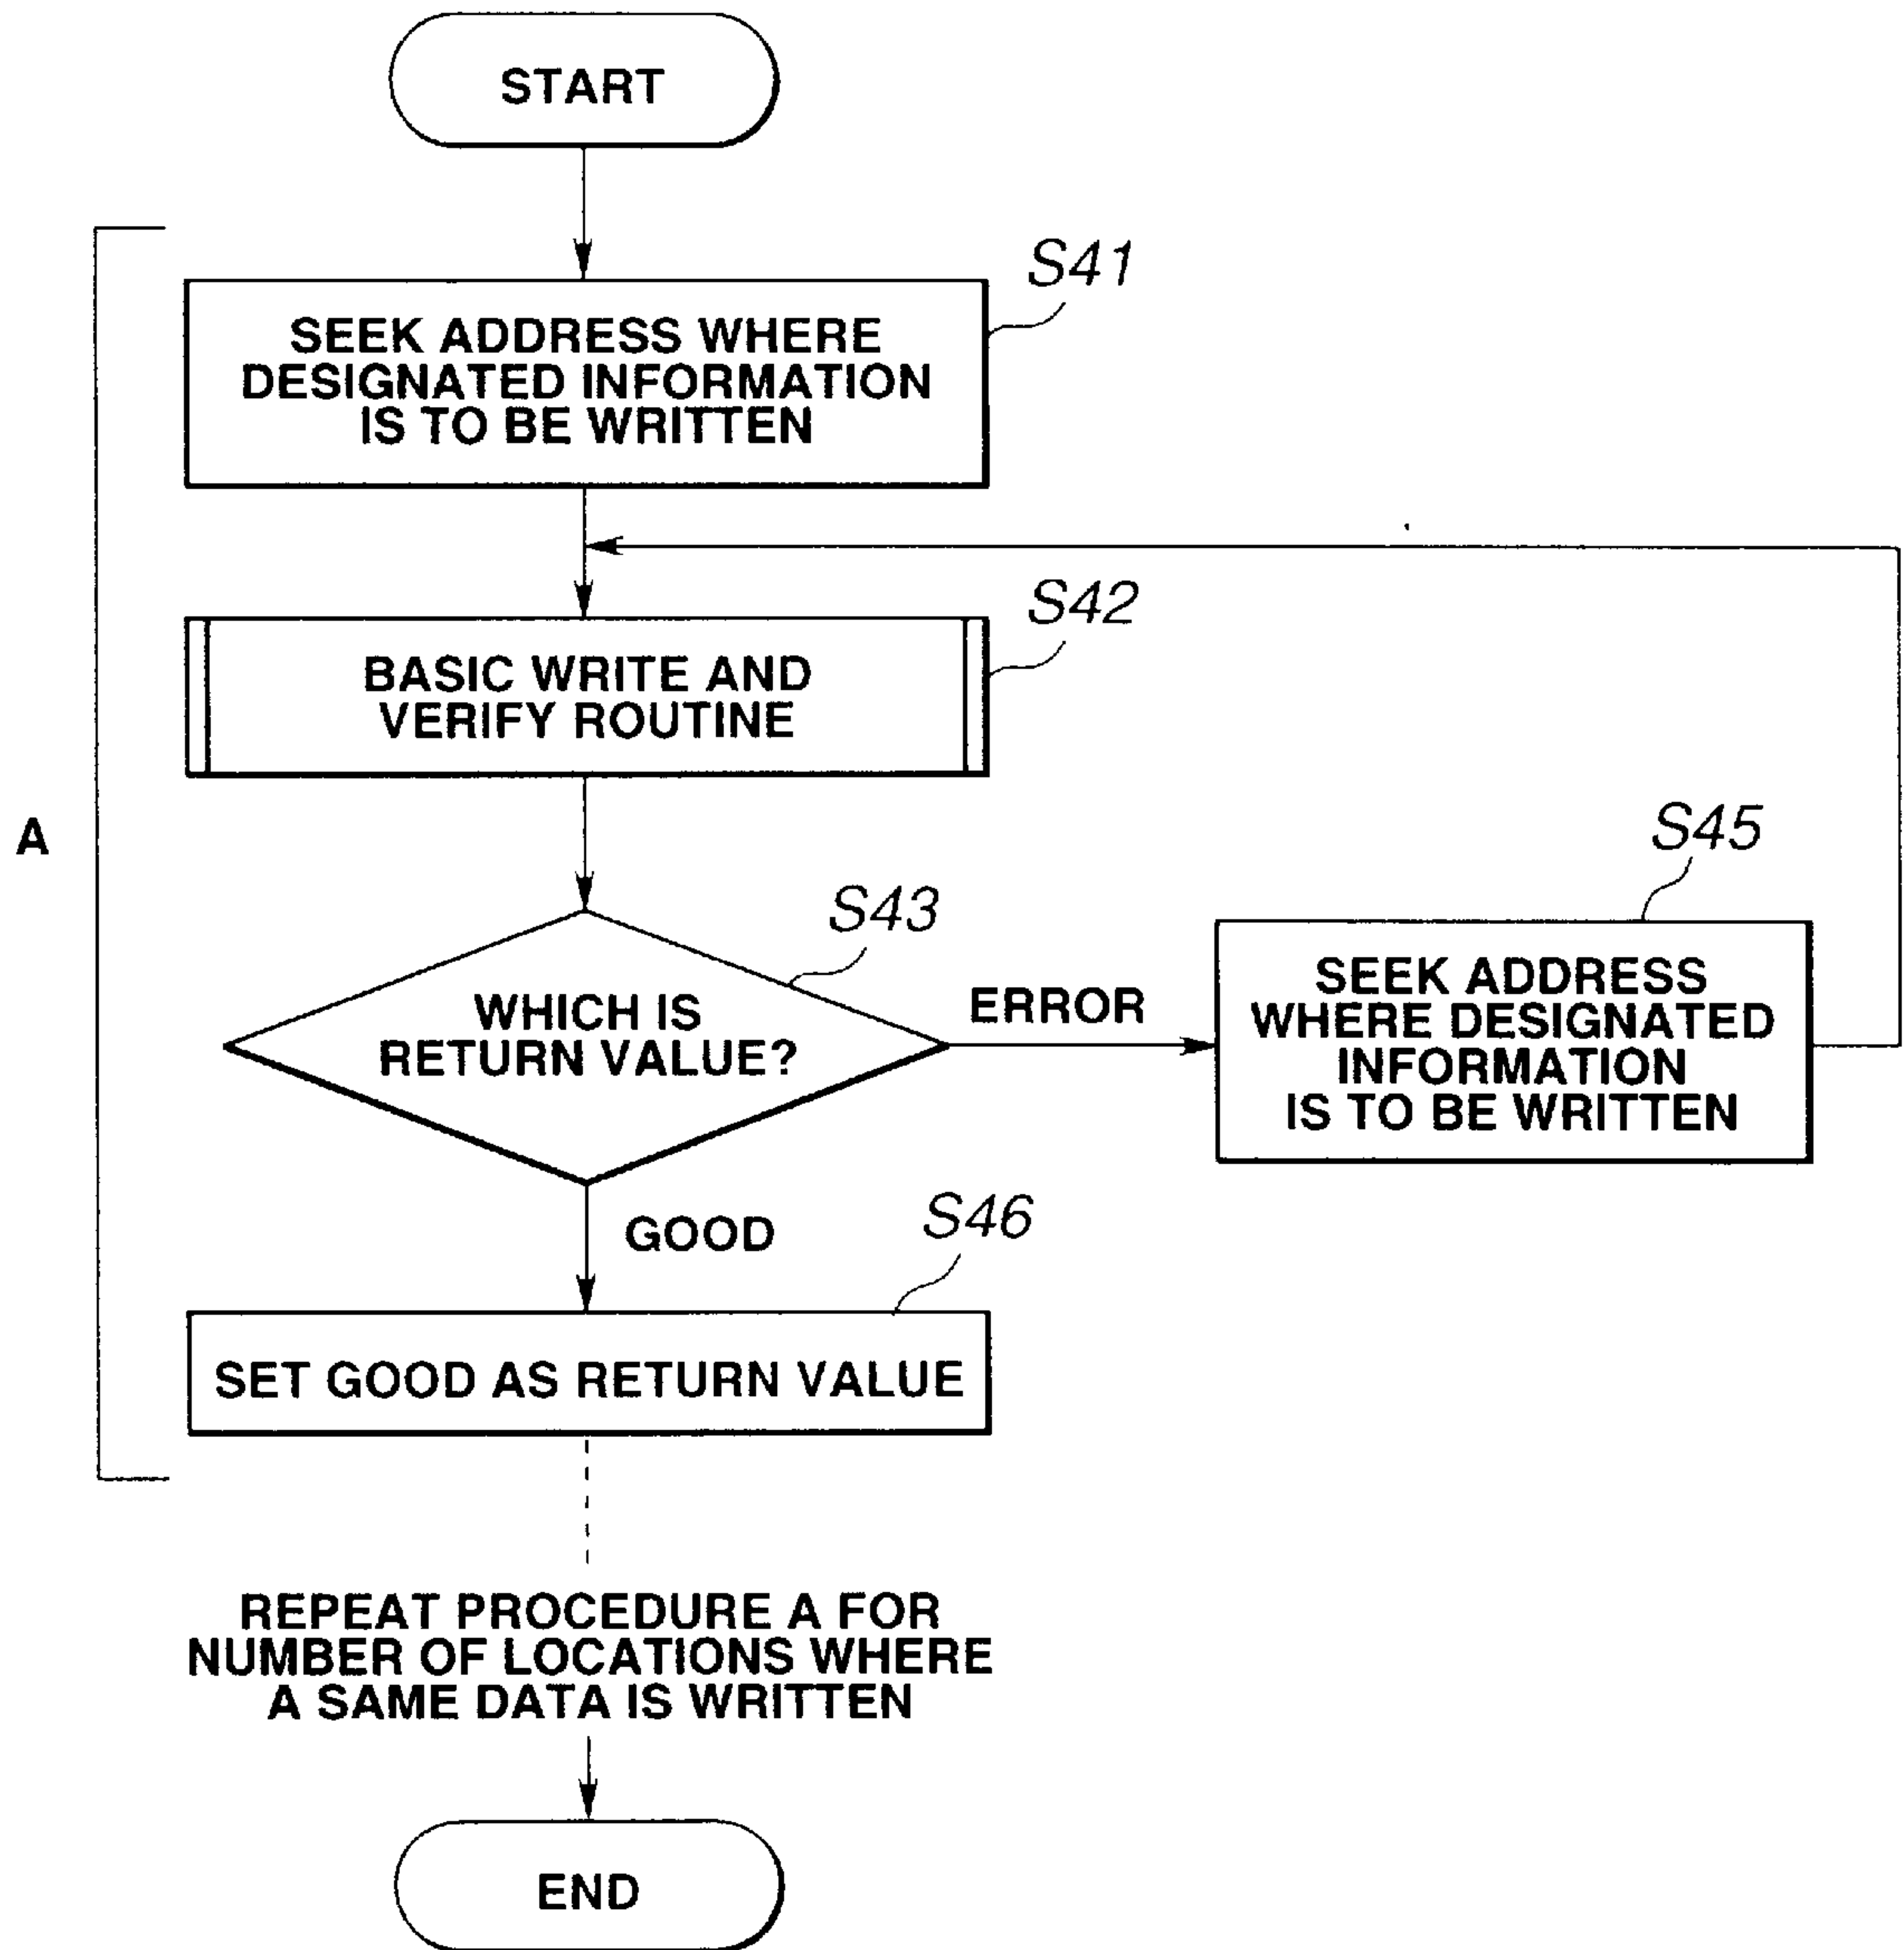 START
S41
SEEK ADDRESS WHERE
DESIGNATED INFORMATION
IS TO BE WRITTEN
S42
BASIC WRITE AND
VERIFY ROUTINE
A
S45
S43
WHICH IS
RETURN VALUE?
ERROR
SEEK ADDRESS
WHERE DESIGNATED
INFORMATION
IS TO BE WRITTEN
GOOD
S46
SET GOOD AS RETURN VALUE
REPEAT PROCEDURE A FOR
NUMBER OF LOCATIONS WHERE
A SAME DATA IS WRITTEN
END